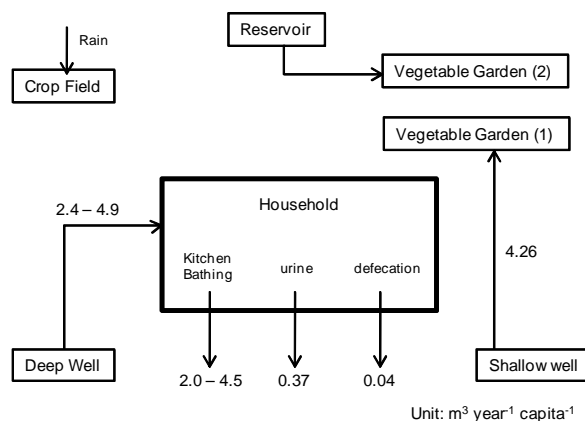 Rain
Crop Field
Reservoir
Vegetable Garden (2)
Vegetable Garden (1)
Household
2.4 – 4.9
Kitchen
Bathing
urine
defecation
4.26
Deep Well
2.0 – 4.5
0.37
0.04
Shallow well
Unit: m³ year⁻¹ capita⁻¹